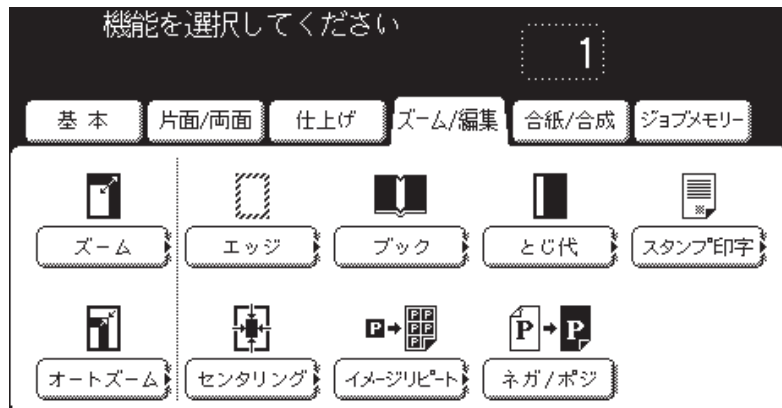 機能を選択してください
1
基本 片面/両面 仕上げ ズーム/編集 合紙/合成 ジョブメモリー
ズーム エッジ ブック とじ代 スタンプ印字
P PPPPPP P P
オートズーム センタリング イメージリピート ネガ/ポジ